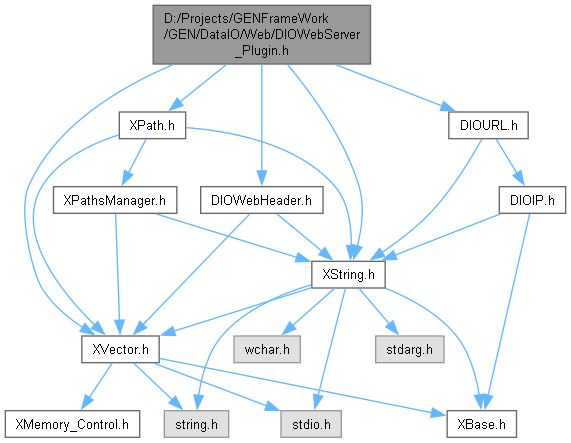 D:/Projects/GENFrameWork
/GEN/DataIO/Web/DIOWebServer
_Plugin.h
XPath.h
DIOURL.h
XPathsManager.h
DIOWebHeader.h
DIOIP.h
XString.h
XVector.h
wchar.h
stdarg.h
XMemory_Control.h
string.h
stdio.h
XBase.h